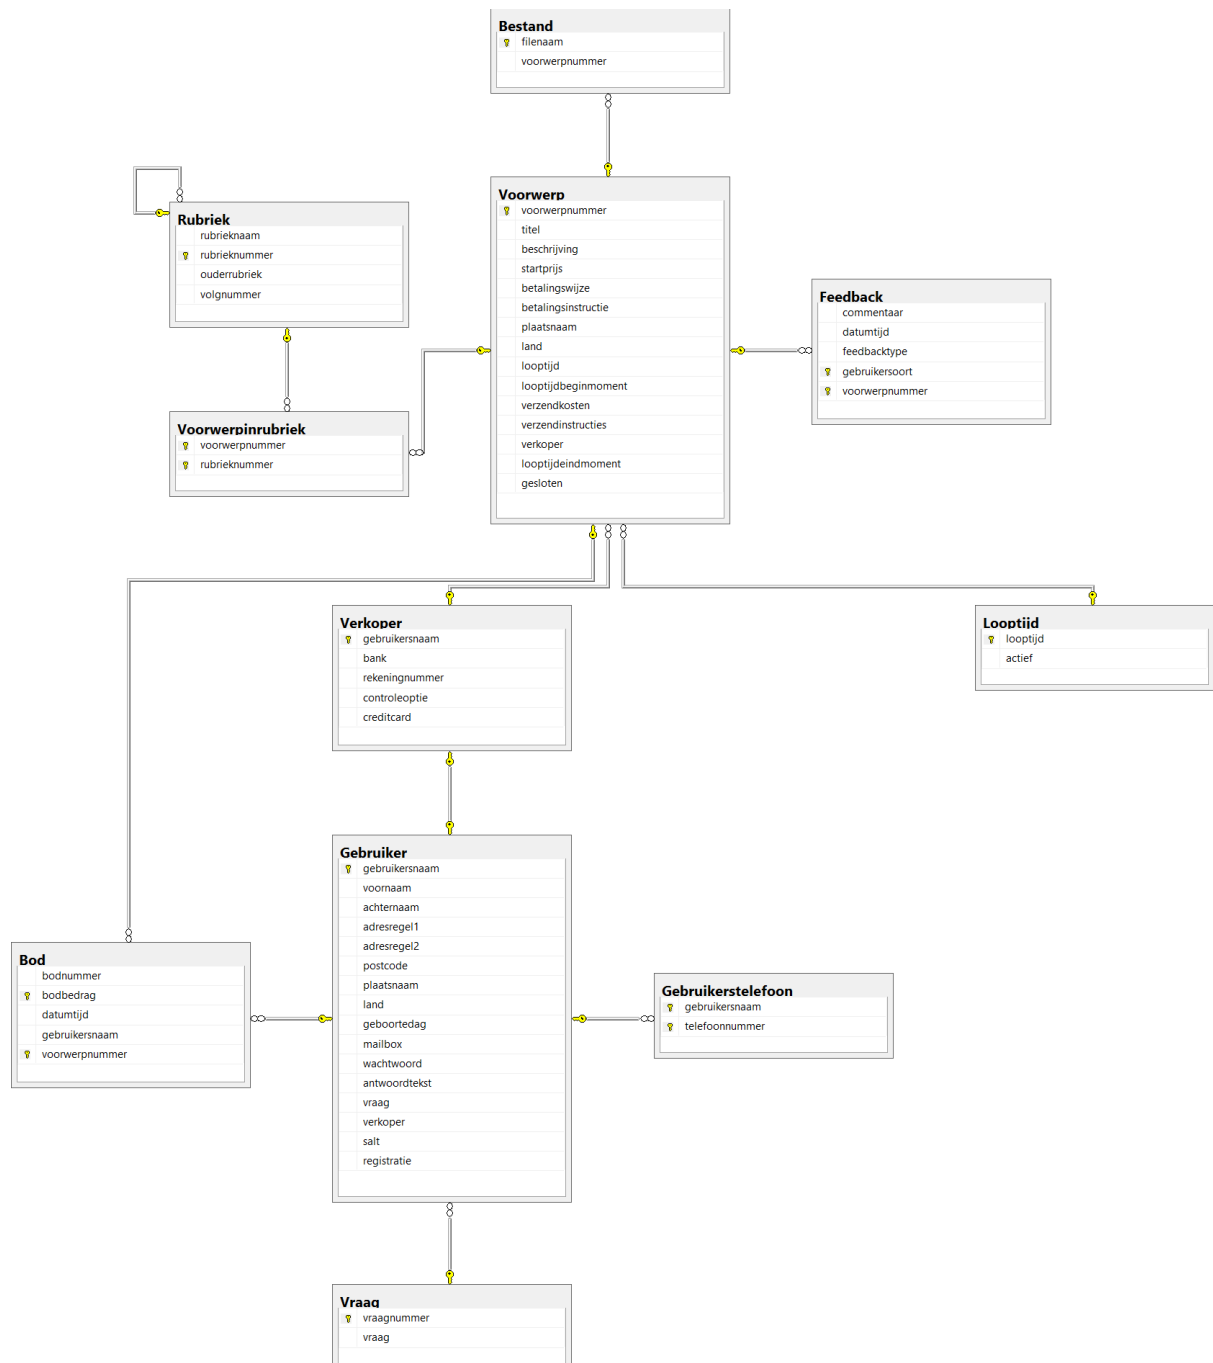 Bestand
filenaam
voorwerpnummer
Voorwerp
voorwerpnummer
titel
beschrijving
startprijs
betalingswijze
betalingsinstructie
plaatsnaam
land
looptijd
looptijdbeginmoment
verzendkosten
verzendinstructies
verkoper
looptijdeindmoment
gesloten
Rubriek
rubrieknaam
rubrieknummer
ouderrubriek
volgnummer
Feedback
commentaar
datumtijd
feedbacktype
gebruikersoort
voorwerpnummer
Voorwerpinrubriek
voorwerpnummer
rubrieknummer
Verkoper
gebruikersnaam
bank
rekeningnummer
controleoptie
creditcard
Looptijd
looptijd
actief
Gebruiker
gebruikersnaam
voornaam
achternaam
adresregel1
adresregel2
postcode
plaatsnaam
land
geboortedag
mailbox
wachtwoord
antwoordtekst
vraag
verkoper
salt
registratie
Bod
bodnummer
bodbedrag
datumtijd
gebruikersnaam
voorwerpnummer
Gebruikerstelefoon
gebruikersnaam
telefoonnummer
Vraag
vraagnummer
vraag